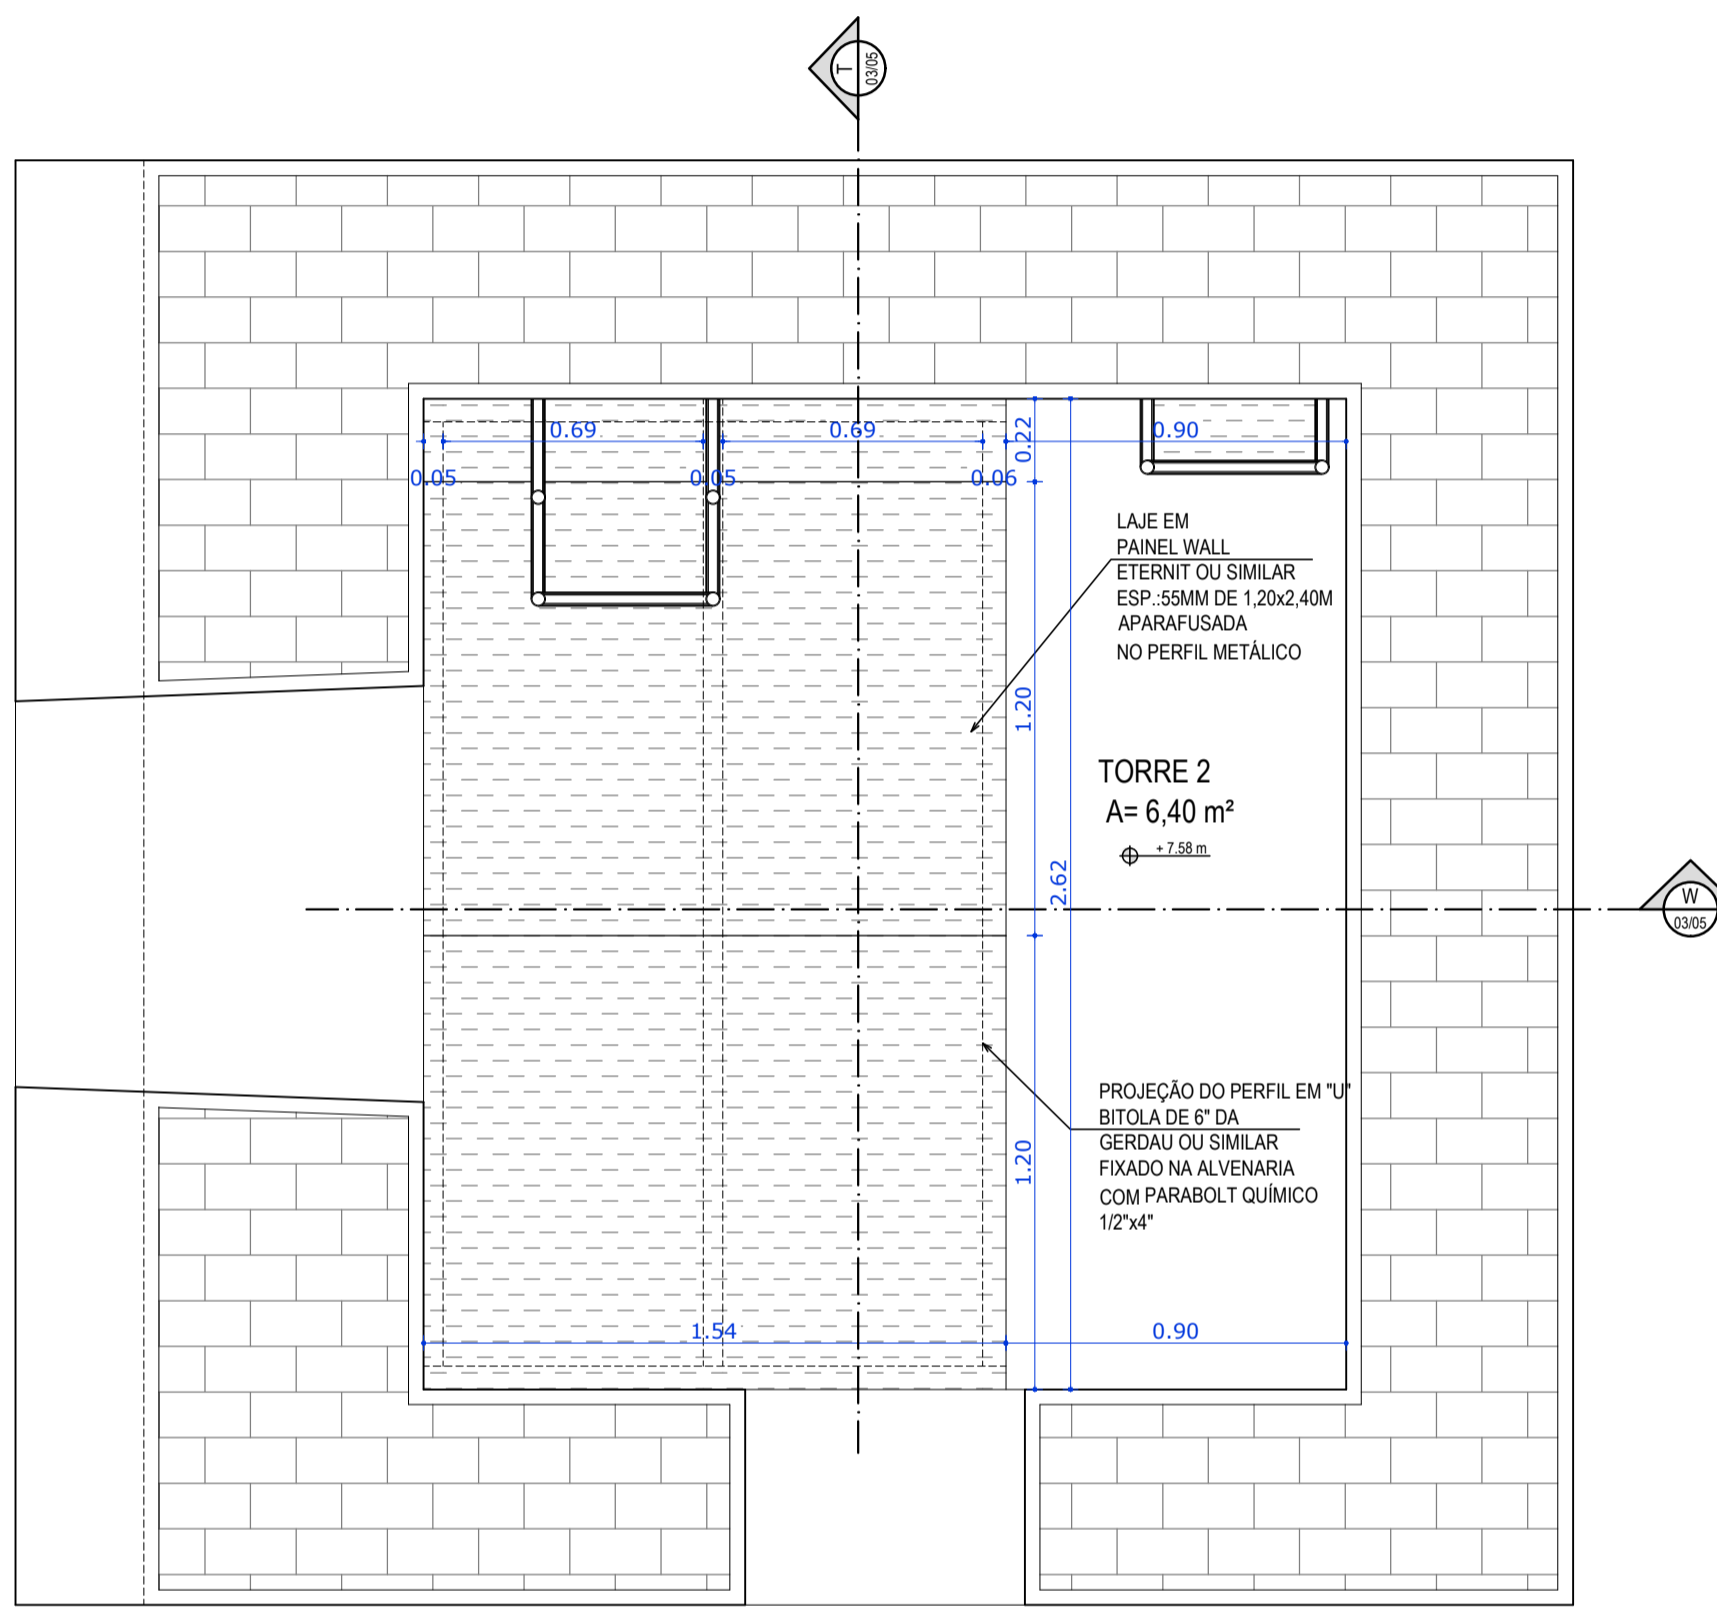 T
03/05
0.69
0.69
0.22
0.90
0.05
0.05
0.06
LAJE EM
PAINEL WALL
ETERNIT OU SIMILAR
ESP.:55MM DE 1,20x2,40M
APARAFUSADA
NO PERFIL METÁLICO
1.20
TORRE 2
A= 6,40 m²
+ 7.58 m
2.62
W
03/05
PROJEÇÃO DO PERFIL EM "U"
BITOLA DE 6" DA
GERDAU OU SIMILAR
FIXADO NA ALVENARIA
COM PARABOLT QUÍMICO
1/2"x4"
1.20
1.54
0.90